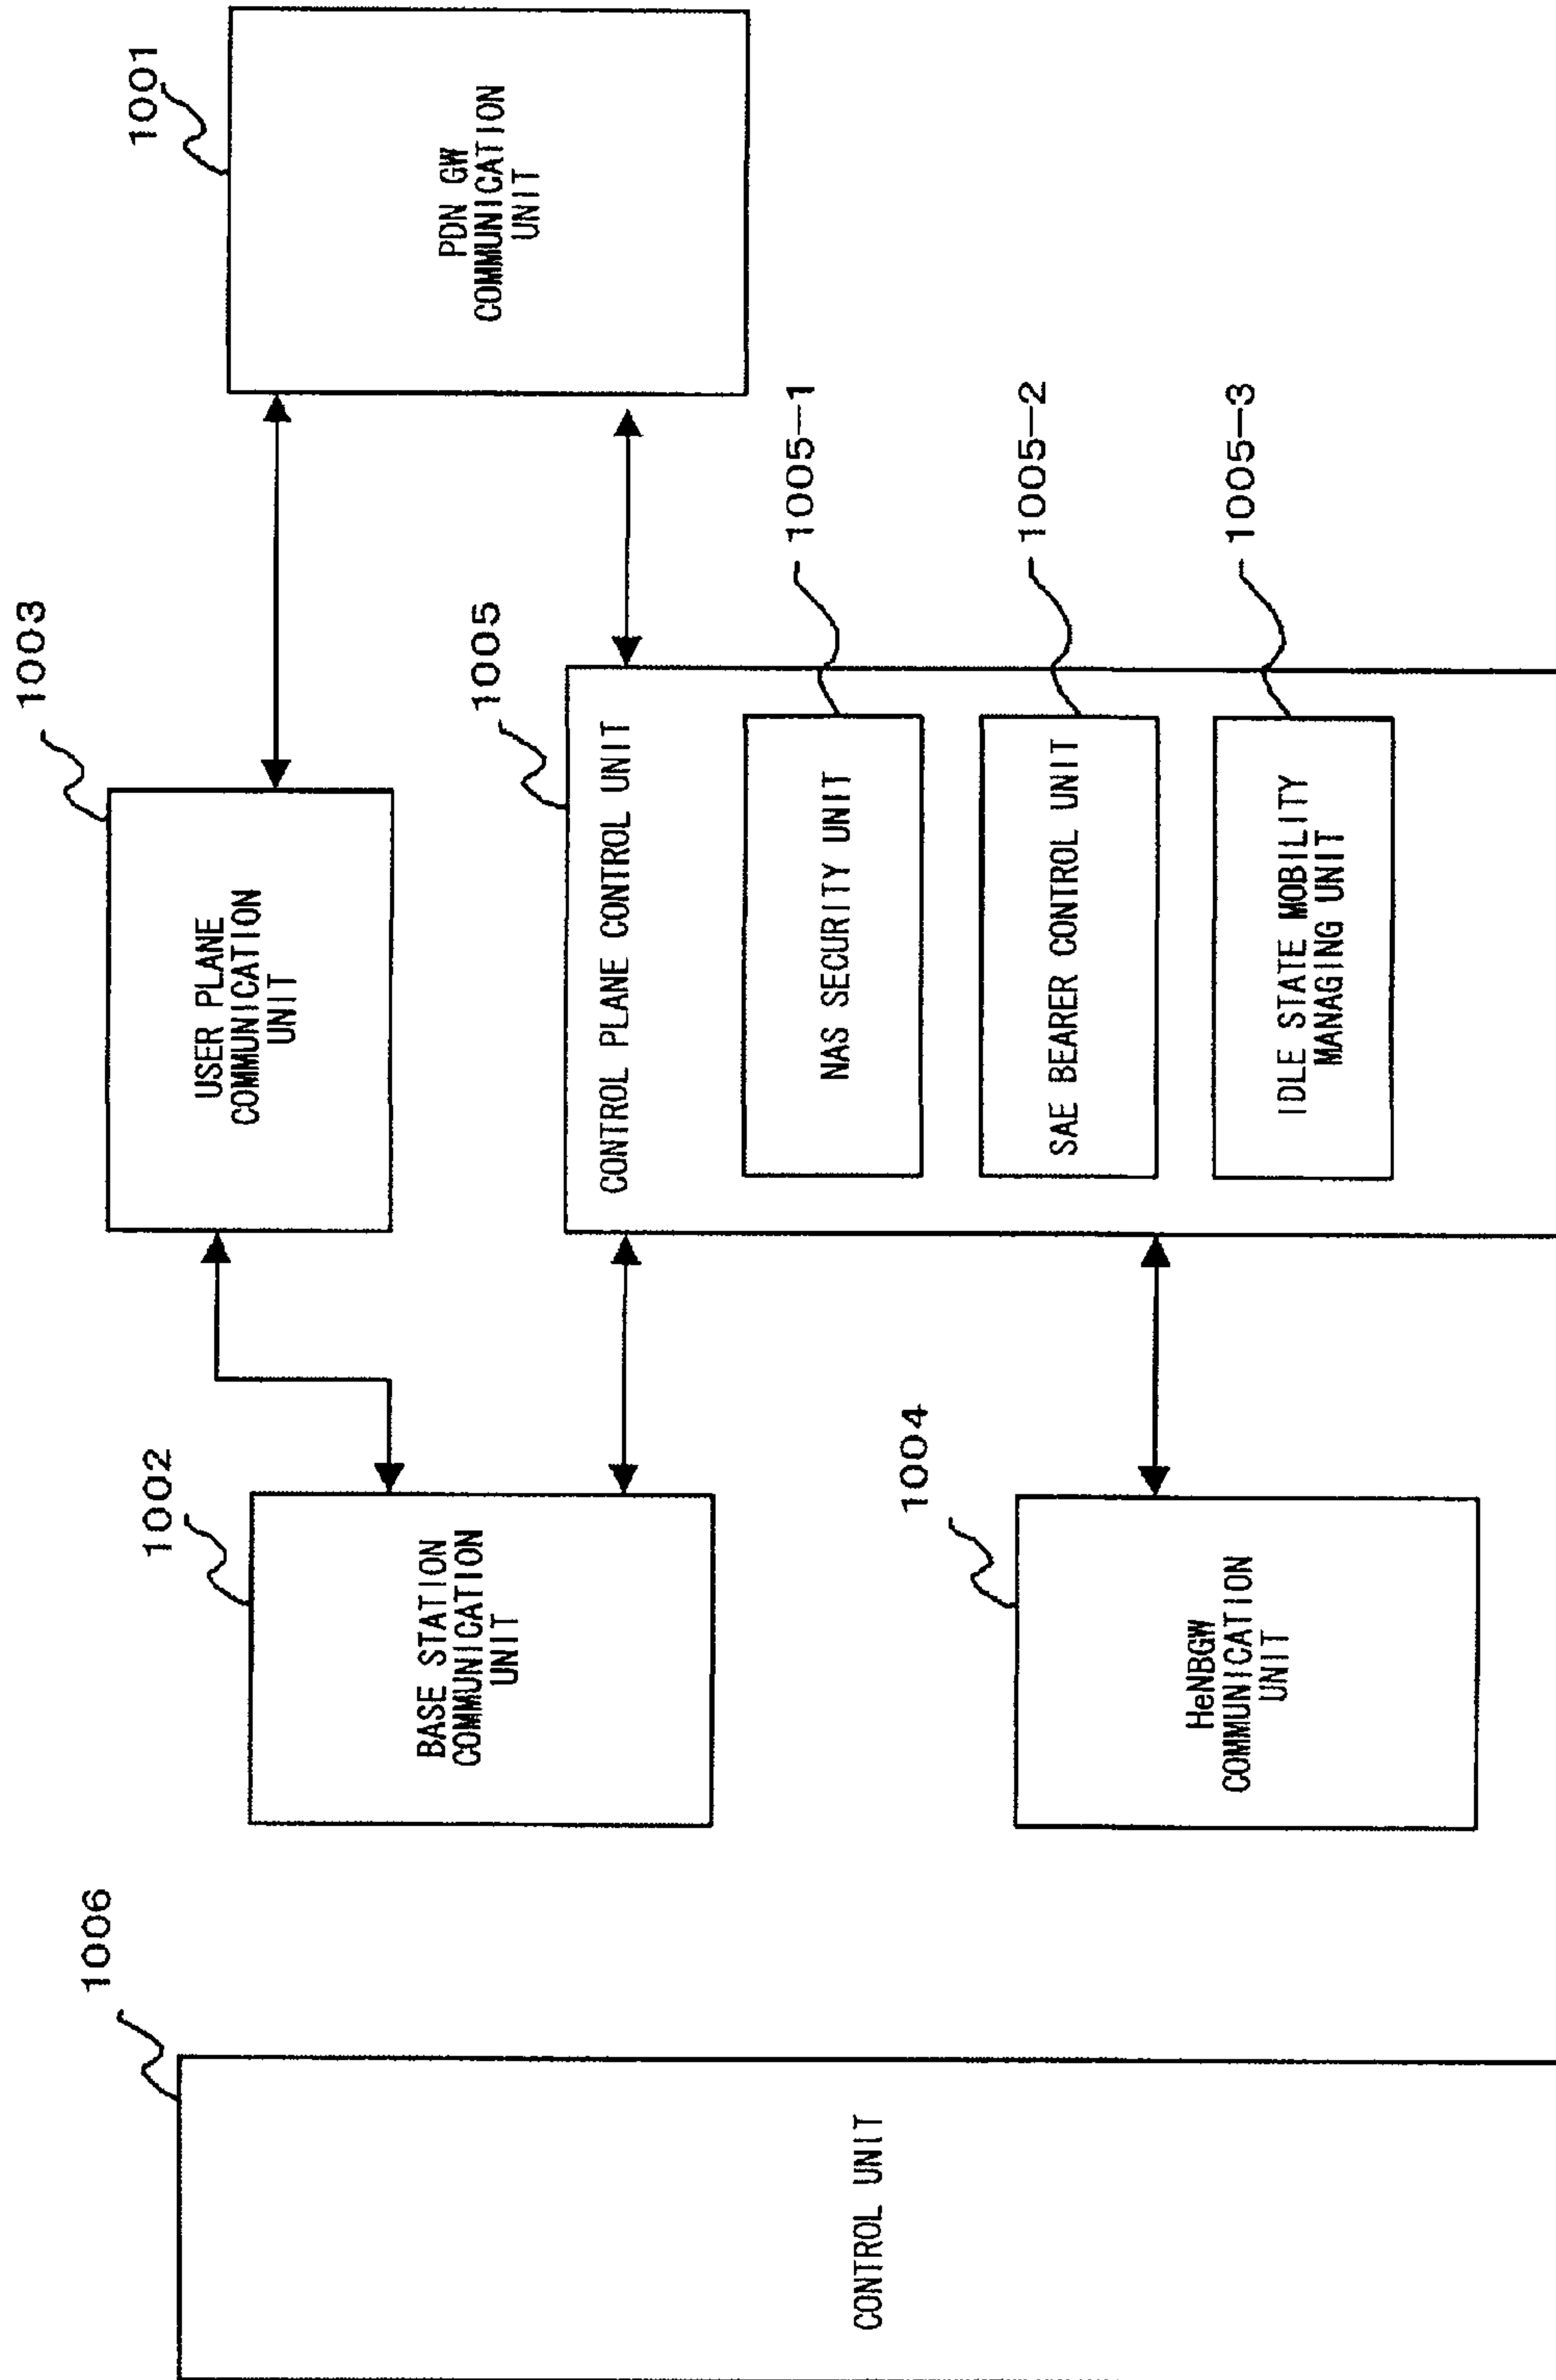 1006
CONTROL UNIT
1002
BASE STATION
COMMUNICATION
UNIT
1004
HeNBGW
COMMUNICATION
UNIT
1003
USER PLANE
COMMUNICATION
UNIT
1005
CONTROL PLANE CONTROL UNIT
NAS SECURITY UNIT
SAE BEARER CONTROL UNIT
IDLE STATE MOBILITY
MANAGING UNIT
1005-1
1005-2
1005-3
1001
PDN GW
COMMUNICATION
UNIT